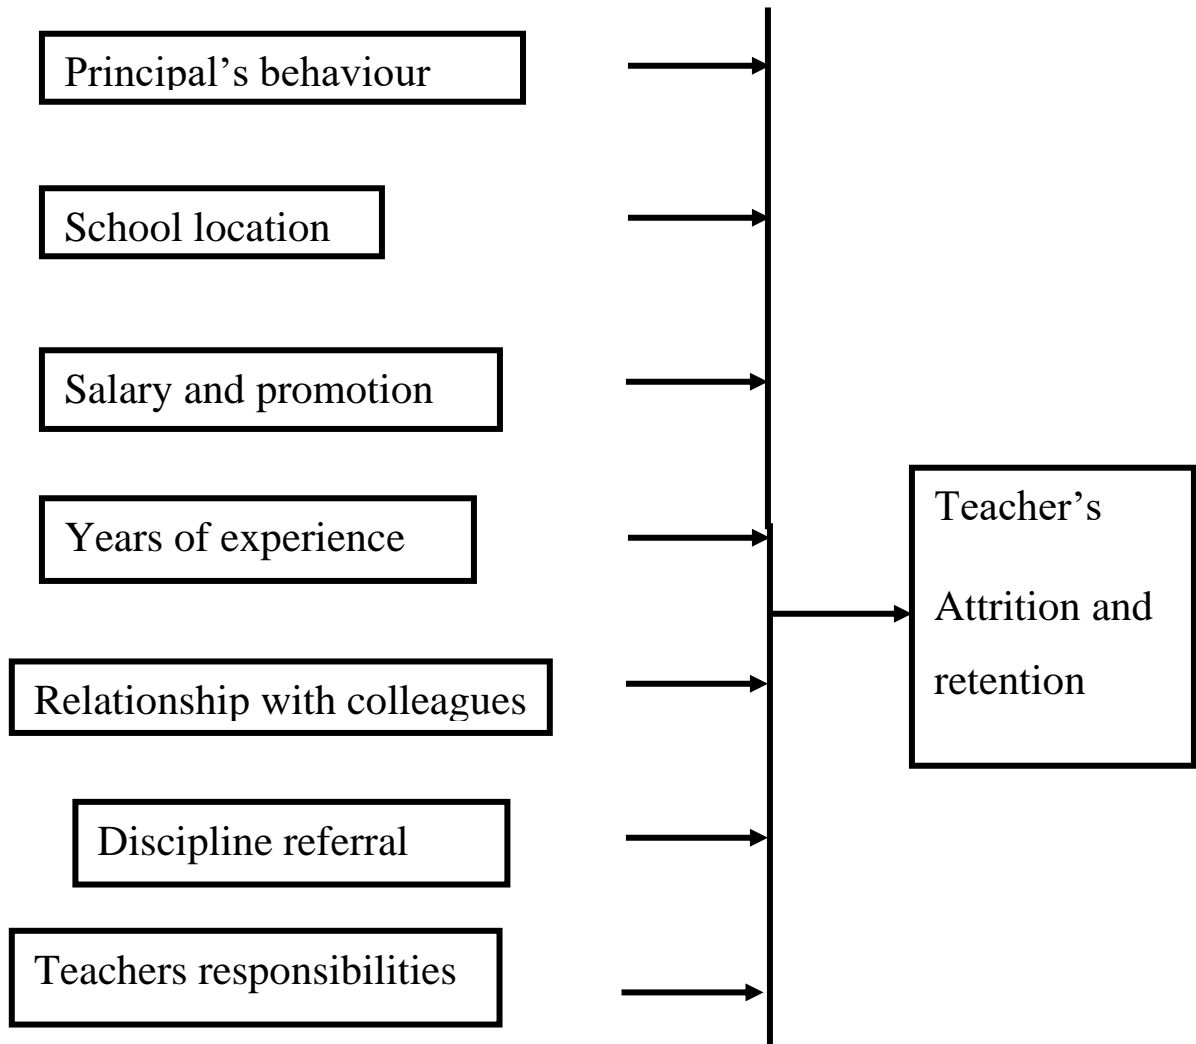 Principal’s behaviour
School location
Salary and promotion
Years of experience
Teacher’s
Attrition and
retention
Relationship with colleagues
Discipline referral
Teachers responsibilities